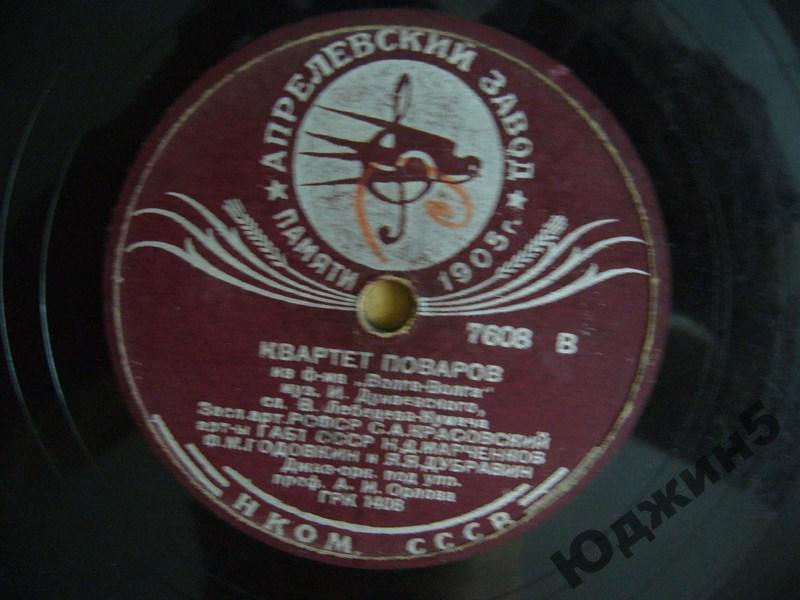 ★ АПРЕЛЕВСКИЙ ЗАВОД ★
ПАМЯТИ 1905 г.
7608 В
КВАРТЕТ ПОВАРОВ
из ф-ма „Волга-Волга"
муз. И. Дунаевского,
сл. В. Лебедева-Кумача
Засл. арт. РСФСР С. А. КРАСОВСКИЙ
арт-ы ГАБТ СССР Н. Д. МАРЧЕНКОВ
Ф. М. ГОДОВКИН и Я. Я. ДУБРАВИН
Джаз-орк. под упр.
проф. А. И. Орлова
ГРК 1408
НКОМ. СССР
Юджин5